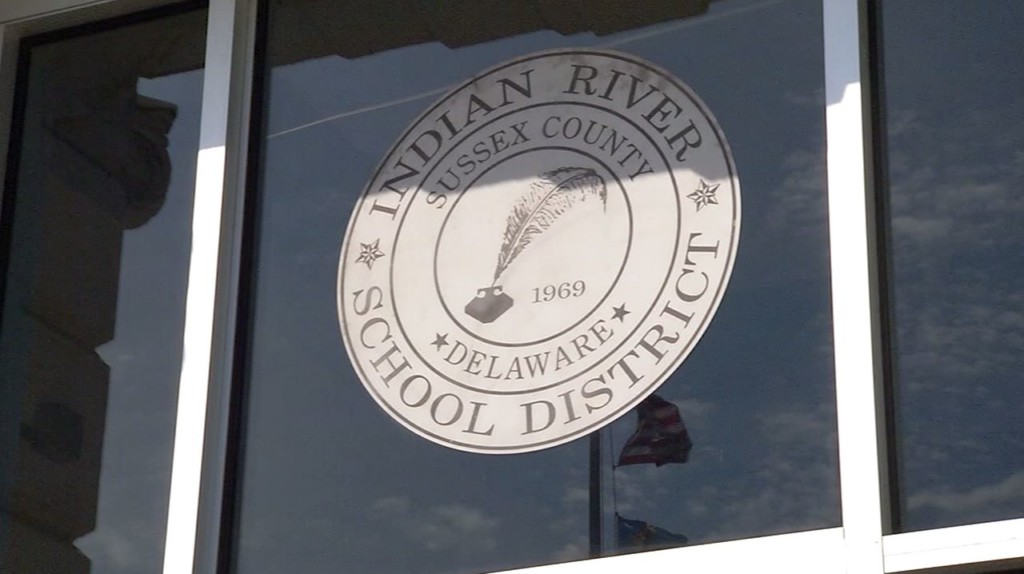 INDIAN RIVER
SUSSEX COUNTY
1969
DELAWARE
SCHOOL DISTRICT